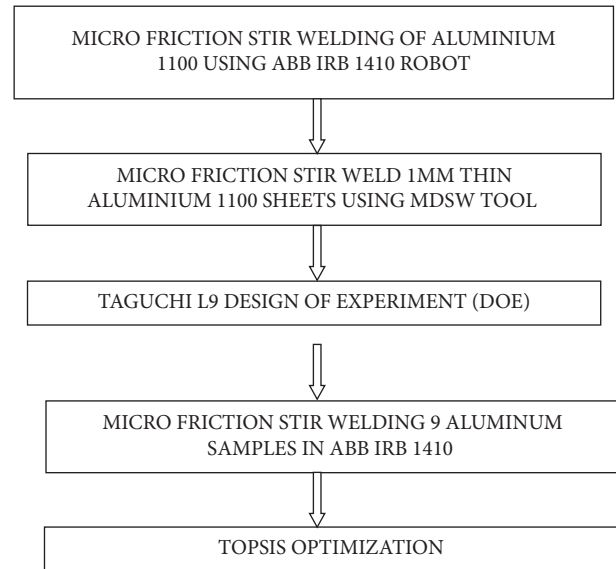 MICRO FRICTION STIR WELDING OF ALUMINIUM
1100 USING ABB IRB 1410 ROBOT
MICRO FRICTION STIR WELD 1MM THIN
ALUMINIUM 1100 SHEETS USING MDSW TOOL
TAGUCHI L9 DESIGN OF EXPERIMENT (DOE)
MICRO FRICTION STIR WELDING 9 ALUMINUM
SAMPLES IN ABB IRB 1410
TOPSIS OPTIMIZATION